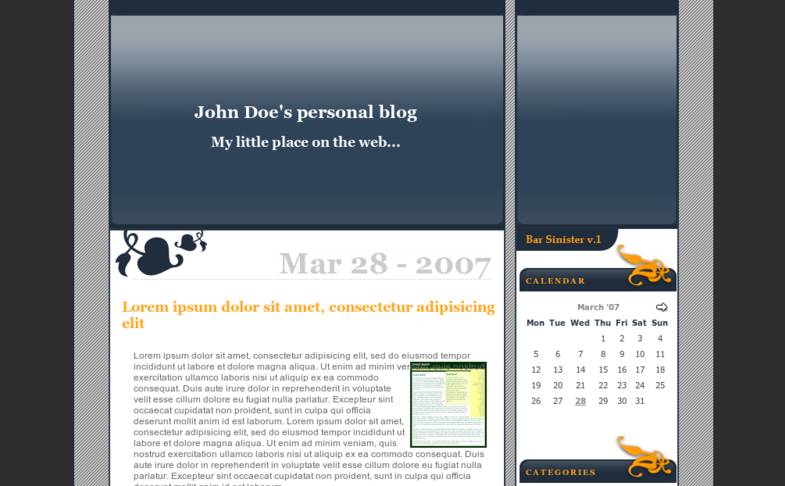 John Doe's personal blog
My little place on the web...
Mar 28 - 2007
Lorem ipsum dolor sit amet, consectetur adipisicing
elit
Lorem ipsum dolor sit amet, consectetur adipisicing elit, sed do eiusmod tempor
incididunt ut labore et dolore magna aliqua. Ut enim ad minim
exercitation ullamco laboris nisi ut aliquip ex ea commodo
consequat. Duis aute irure dolor in reprehenderit in voluptate
velit esse cillum dolore eu fugiat nulla pariatur. Excepteur sint
occaecat cupidatat non proident, sunt in culpa qui officia
deserunt mollit anim id est laborum. Lorem ipsum dolor sit amet,
consectetur adipisicing elit, sed do eiusmod tempor incididunt ut
labore et dolore magna aliqua. Ut enim ad minim veniam, quis
nostrud exercitation ullamco laboris nisi ut aliquip ex ea commodo consequat. Duis
aute irure dolor in reprehenderit in voluptate velit esse cillum dolore eu fugiat nulla
pariatur. Excepteur sint occaecat cupidatat non proident, sunt in culpa qui officia
Bar Sinister v.1
CALENDAR
March '07
Mon Tue Wed Thu Fri Sat Sun
1 2 3 4
5 6 7 8 9 10 11
12 13 14 15 16 17 18
19 20 21 22 23 24 25
26 27 28 29 30 31
CATEGORIES